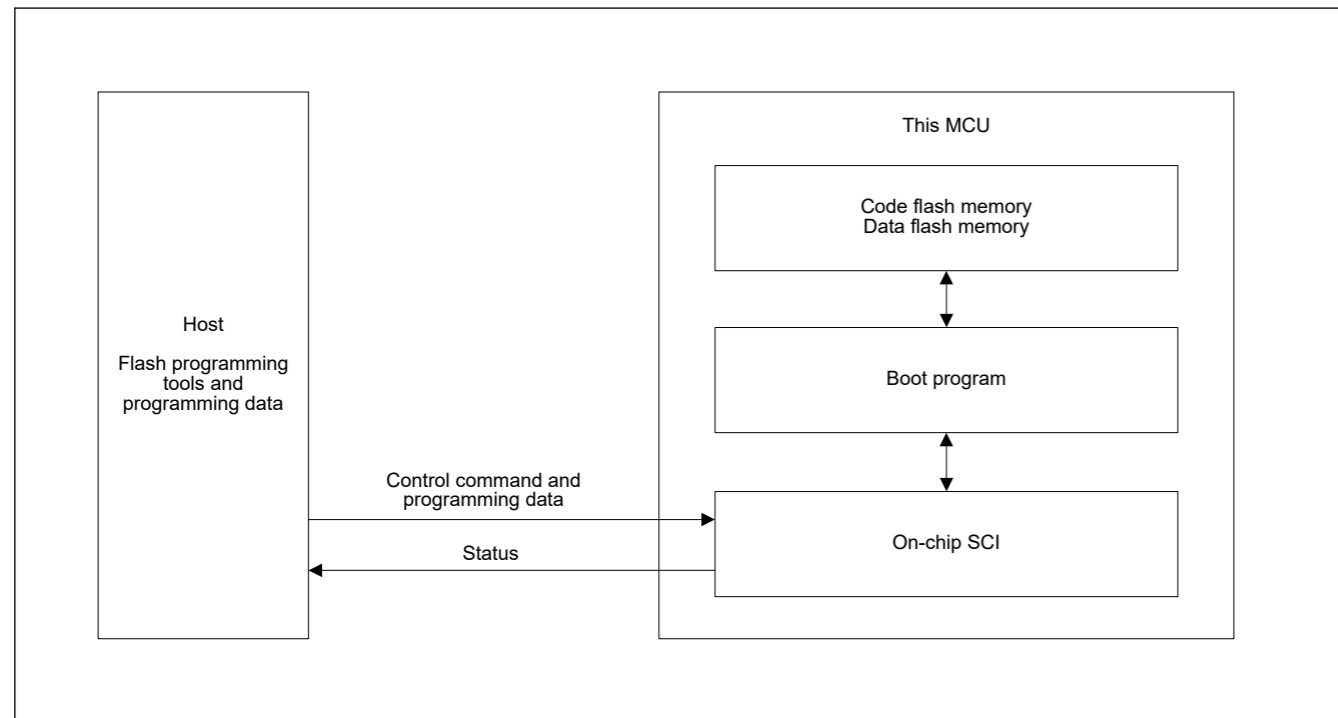 Host
Flash programming
tools and
programming data
Control command and
programming data
Status
This MCU
Code flash memory
Data flash memory
Boot program
On-chip SCI